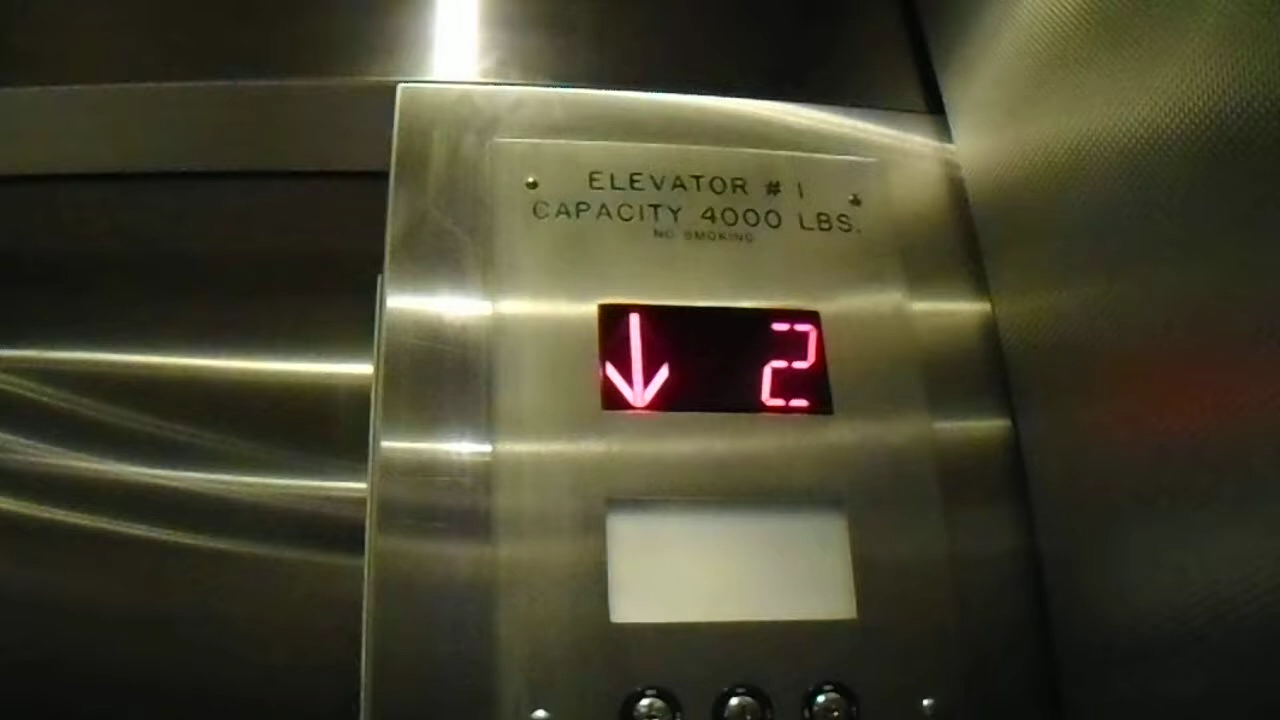 ELEVATOR # 1
CAPACITY 4000 LBS.
NO SMOKING
↓ 2